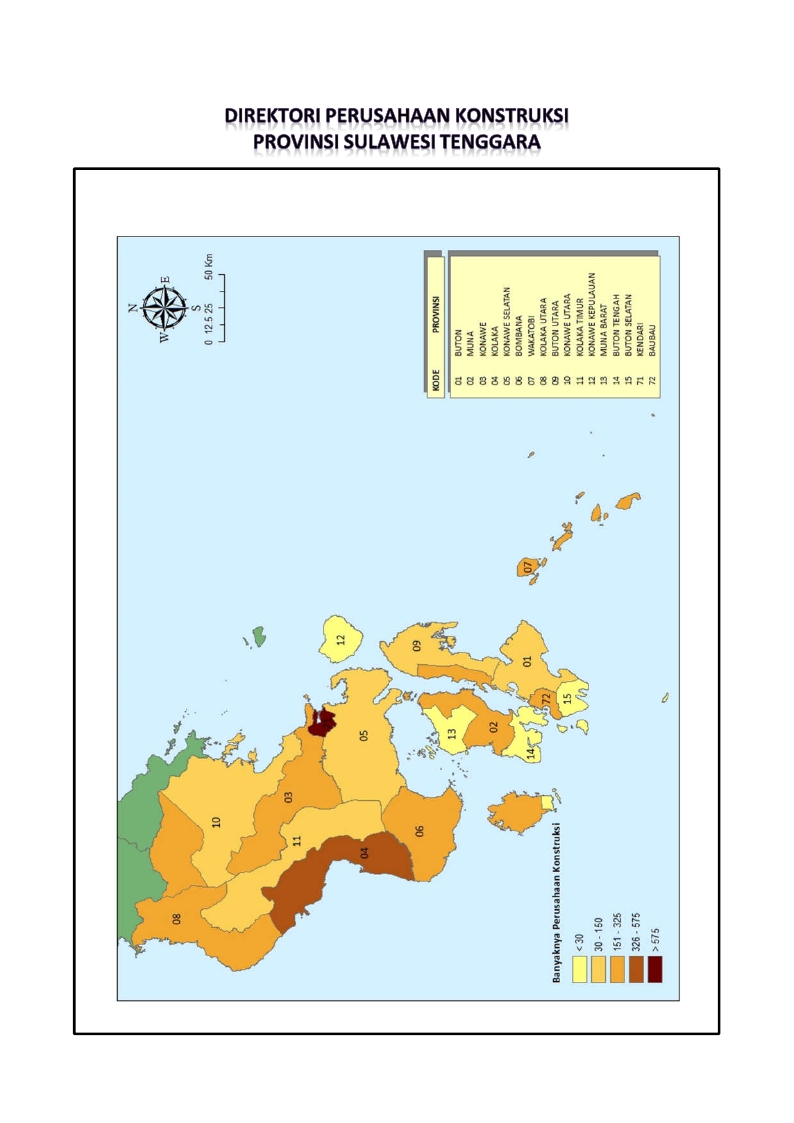 DIREKTORI PERUSAHAAN KONSTRUKSI
PROVINSI SULAWESI TENGGARA
N
W
E
S
0 12.5 25 50 Km
KODE PROVINSI
01 BUTON
02 MUNA
03 KONAWE
04 KOLAKA
05 KONAWE SELATAN
06 BOMBANA
07 WAKATOBI
08 KOLAKA UTARA
09 BUTON UTARA
10 KONAWE UTARA
11 KOLAKA TIMUR
12 KONAWE KEPULAUAN
13 MUNA BARAT
14 BUTON TENGAH
15 BUTON SELATAN
71 KENDARI
72 BAUBAU
08
10
11
03
04
06
05
12
13
02
14
09
01
72
15
07
Banyaknya Perusahaan Konstruksi
< 30
30 - 150
151 - 325
326 - 575
> 575